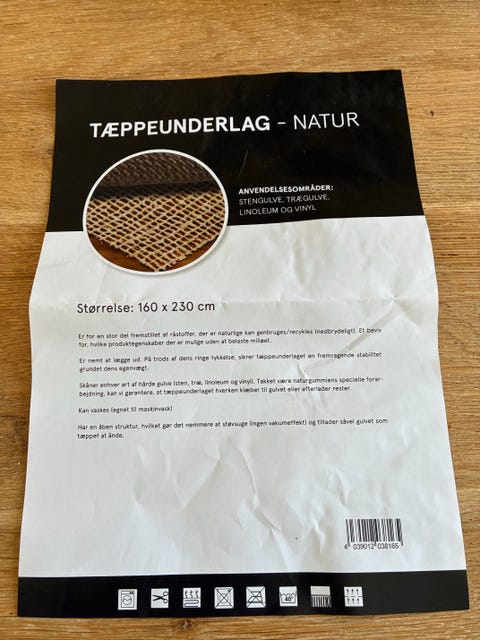 TÆPPEUNDERLAG – NATUR
ANVENDELSESOMRÅDER:
STENGULVE, TRÆGULVE,
LINOLEUM OG VINYL
Størrelse: 160 x 230 cm
Er for en stor del fremstillet af råstoffer, der er naturlige kan genbruges/recykles (nedbrydeligt). Et bevis
for, hvilke produktegenskaber der er mulige uden at belaste miljøet.
Er nemt at lægge ud. På trods af dens ringe tykkelse, sikrer tæppeunderlaget en fremragende stabilitet
grundet dens egenvægt.
Skåner enhver art af hårde gulve (sten, træ, linoleum og vinyl). Takket være naturgummiens specielle forar-
bejdning, kan vi garantere, at tæppeunderlaget hverken klæber til gulvet eller efterlader rester.
Kan vaskes (egnet til maskinvask)
Har en åben struktur, hvilket gør det nemmere at støvsuge (ingen vakumeffekt) og tillader såvel gulvet som
tæppet at ånde.
4 039012 038165
40°